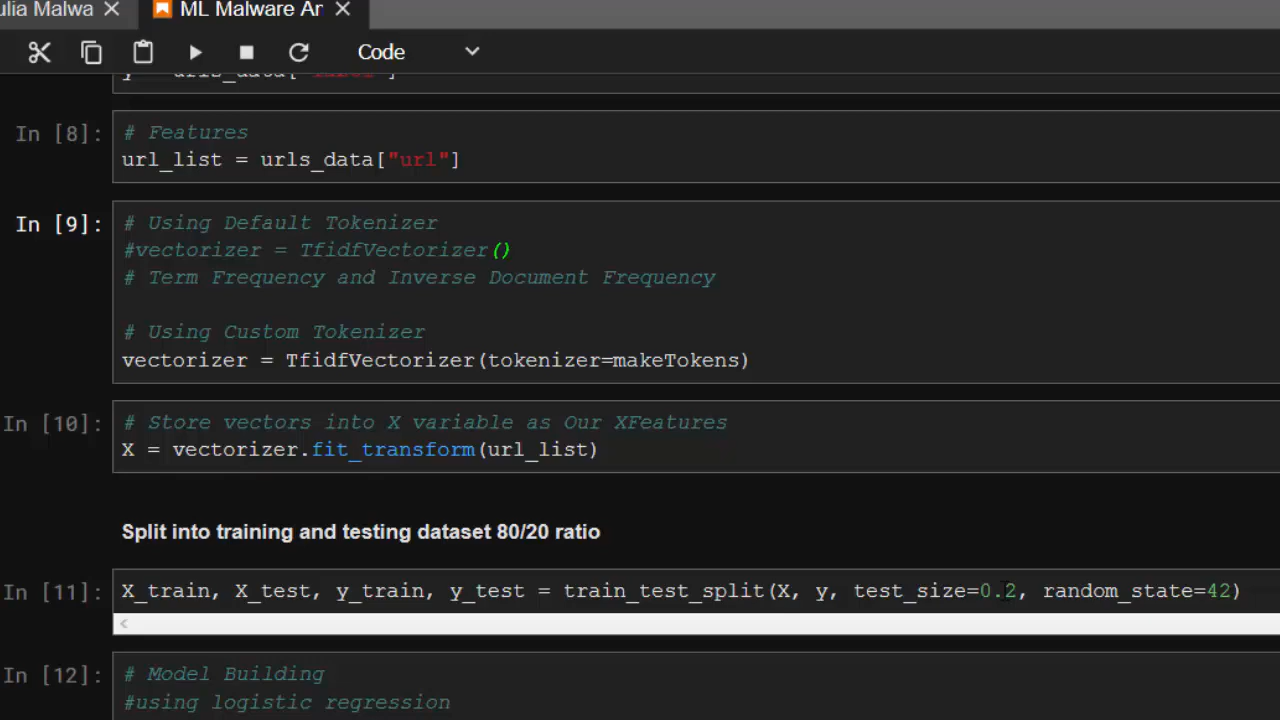 ulia Malwa
ML Malware Ar
Code
y = urls_data["label"]
In [8]:
# Features
url_list = urls_data["url"]
In [9]:
# Using Default Tokenizer
#vectorizer = TfidfVectorizer()
# Term Frequency and Inverse Document Frequency
# Using Custom Tokenizer
vectorizer = TfidfVectorizer(tokenizer=makeTokens)
In [10]:
# Store vectors into X variable as Our XFeatures
X = vectorizer.fit_transform(url_list)
Split into training and testing dataset 80/20 ratio
In [11]:
X_train, X_test, y_train, y_test = train_test_split(X, y, test_size=0.2, random_state=42)
In [12]:
# Model Building
#using logistic regression